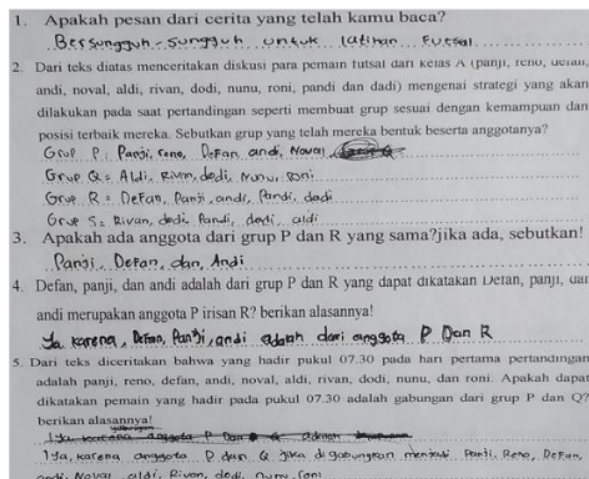 1. Apakah pesan dari cerita yang telah kamu baca?
Bersungguh-sungguh untuk latihan Futsal
2. Dari teks diatas menceritakan diskusi para pemain futsal dari kelas A (panji, reno, defan,
andi, noval, aldi, rivan, dodi, nunu, roni, pandi dan dadi) mengenai strategi yang akan
dilakukan pada saat pertandingan seperti membuat grup sesuai dengan kemampuan dan
posisi terbaik mereka. Sebutkan grup yang telah mereka bentuk beserta anggotanya?
Grup P : Panji, reno, Defan, andi, Noval
Grup Q = Aldi, Rivan, dodi, Nunu, Roni
Grup R = Defan, Panji, andi, Pandi, dadi
Grup S = Rivan, dodi, Pandi, dadi, aldi
3. Apakah ada anggota dari grup P dan R yang sama?jika ada, sebutkan!
Panji, Defan, dan, Andi
4. Defan, panji, dan andi adalah dari grup P dan R yang dapat dikatakan Defan, panji, dan
andi merupakan anggota P irisan R? berikan alasannya!
Ya karena, Defan, Panji, andi adalah dari anggota P Dan R
5. Dari teks diceritakan bahwa yang hadir pukul 07.30 pada hari pertama pertandingan
adalah panji, reno, defan, andi, noval, aldi, rivan, dodi, nunu, dan roni. Apakah dapat
dikatakan pemain yang hadir pada pukul 07.30 adalah gabungan dari grup P dan Q?
berikan alasannya!
Iya karena anggota P Dan Q adalah
Iya, karena anggota P dan Q jika digabungkan menjadi Panji, Reno, Defan,
andi, Noval, aldi, Rivan, dodi, nunu, roni